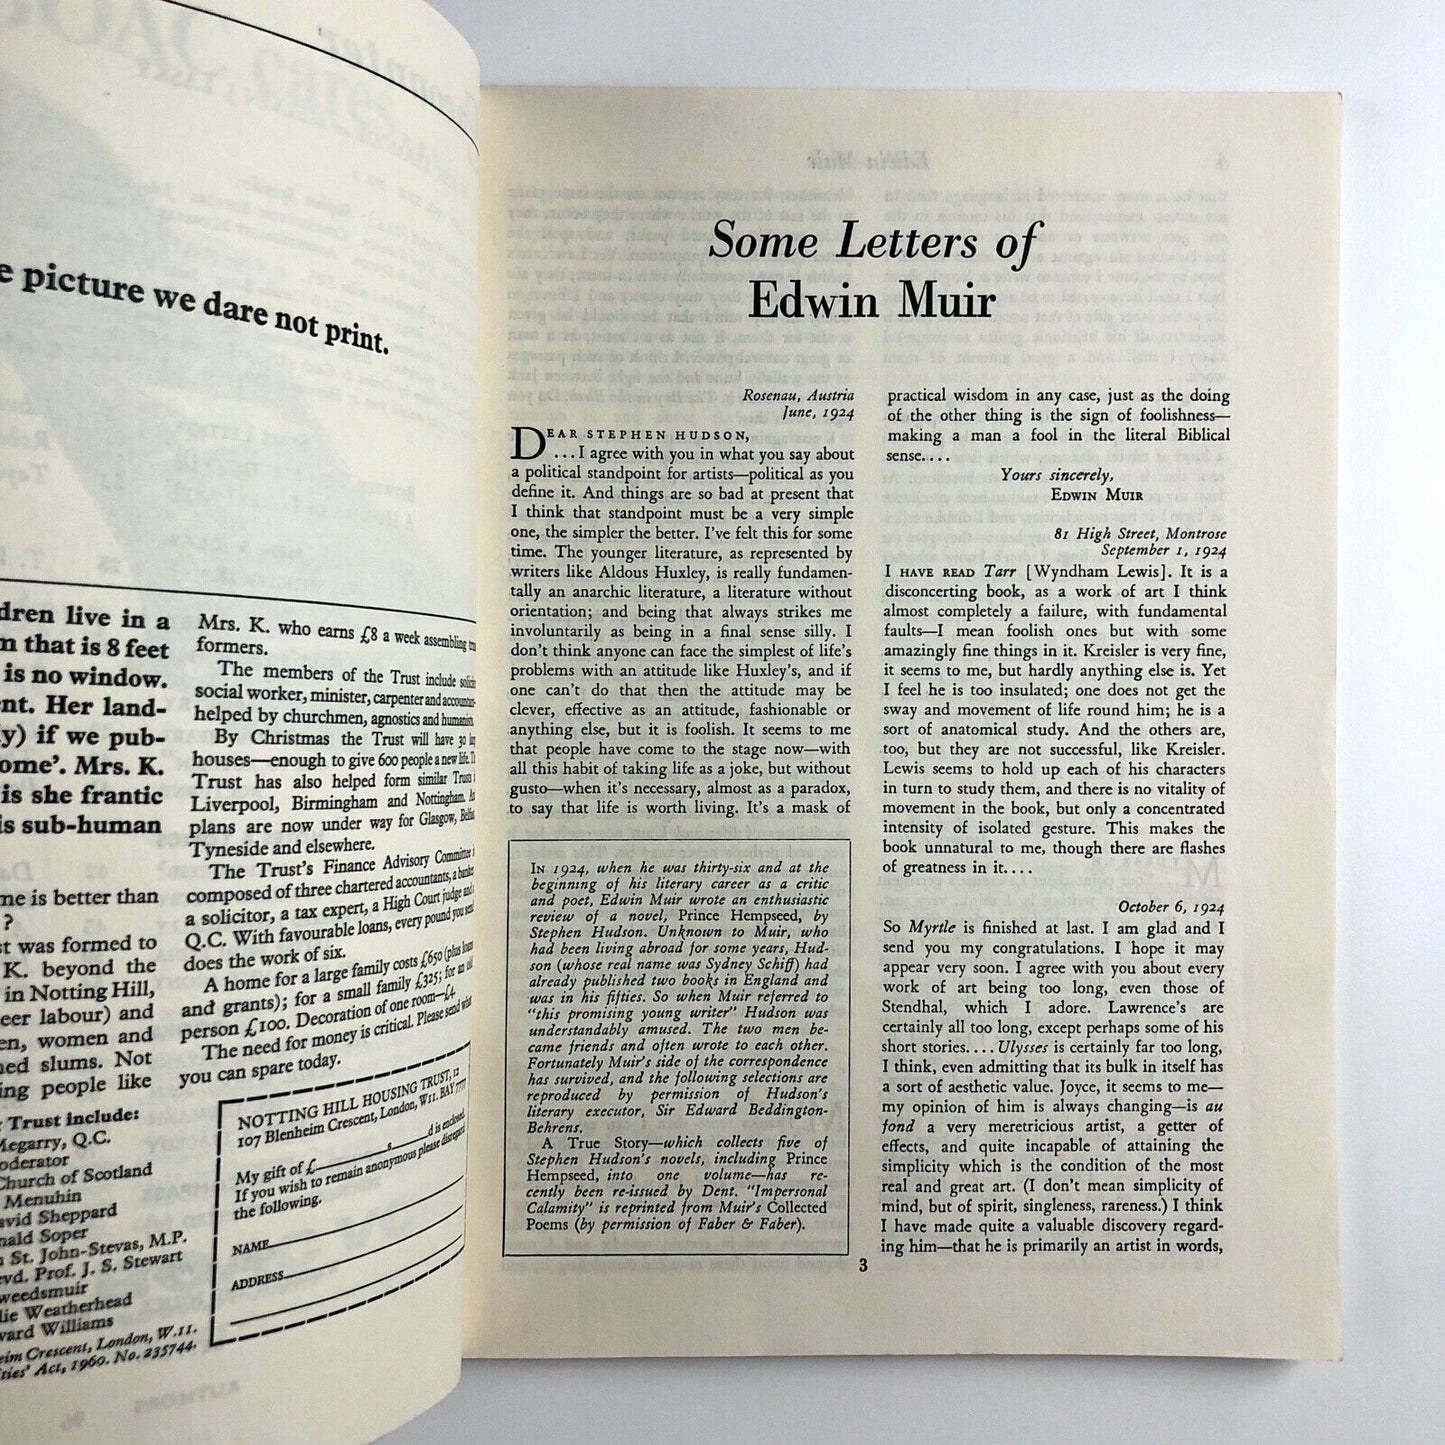 e picture we dare not print.
dren live in a
m that is 8 feet
is no window.
nt. Her land-
y) if we pub-
ome'. Mrs. K.
is she frantic
is sub-human
me is better than
?
st was formed to
K. beyond the
in Notting Hill,
eer labour) and
en, women and
ned slums. Not
ing people like
Trust include:
Megarry, Q.C.
oderator
Church of Scotland
Menuhin
avid Sheppard
nald Soper
St. John-Stevas, M.P.
evd. Prof. J. S. Stewart
weedsmuir
lie Weatherhead
ward Williams
eim Crescent, London, W.11.
ties' Act, 1960. No. 235744.
Mrs. K. who earns £8 a week assembling
formers.
The members of the Trust include
social worker, minister, carpenter and
helped by churchmen, agnostics and
By Christmas the Trust will have 30
houses—enough to give 600 people a new life.
Trust has also helped form similar Trusts
Liverpool, Birmingham and Nottingham.
plans are now under way for Glasgow,
Tyneside and elsewhere.
The Trust's Finance Advisory Committee
composed of three chartered accountants, a
a solicitor, a tax expert, a High Court judge and
Q.C. With favourable loans, every pound you send
does the work of six.
A home for a large family costs £650 (plus loans
and grants); for a small family £325; for an old
person £100. Decoration of one room—£4.
The need for money is critical. Please send what
you can spare today.
NOTTING HILL HOUSING TRUST, 12
107 Blenheim Crescent, London, W11. BAY 7777
My gift of £ s d is enclosed.
If you wish to remain anonymous please disregard
the following.
NAME
ADDRESS
Some Letters of
Edwin Muir
Rosenau, Austria
June, 1924
DEAR STEPHEN HUDSON,
...I agree with you in what you say about
a political standpoint for artists—political as you
define it. And things are so bad at present that
I think that standpoint must be a very simple
one, the simpler the better. I've felt this for some
time. The younger literature, as represented by
writers like Aldous Huxley, is really fundamen-
tally an anarchic literature, a literature without
orientation; and being that always strikes me
involuntarily as being in a final sense silly. I
don't think anyone can face the simplest of life's
problems with an attitude like Huxley's, and if
one can't do that then the attitude may be
clever, effective as an attitude, fashionable or
anything else, but it is foolish. It seems to me
that people have come to the stage now—with
all this habit of taking life as a joke, but without
gusto—when it's necessary, almost as a paradox,
to say that life is worth living. It's a mask of
IN 1924, when he was thirty-six and at the
beginning of his literary career as a critic
and poet, Edwin Muir wrote an enthusiastic
review of a novel, Prince Hempseed, by
Stephen Hudson. Unknown to Muir, who
had been living abroad for some years, Hud-
son (whose real name was Sydney Schiff) had
already published two books in England and
was in his fifties. So when Muir referred to
"this promising young writer" Hudson was
understandably amused. The two men be-
came friends and often wrote to each other.
Fortunately Muir's side of the correspondence
has survived, and the following selections are
reproduced by permission of Hudson's
literary executor, Sir Edward Beddington-
Behrens.
A True Story—which collects five of
Stephen Hudson's novels, including Prince
Hempseed, into one volume—has re-
cently been re-issued by Dent. "Impersonal
Calamity" is reprinted from Muir's Collected
Poems (by permission of Faber & Faber).
practical wisdom in any case, just as the doing
of the other thing is the sign of foolishness—
making a man a fool in the literal Biblical
sense....
Yours sincerely,
EDWIN MUIR
81 High Street, Montrose
September 1, 1924
I HAVE READ Tarr [Wyndham Lewis]. It is a
disconcerting book, as a work of art I think
almost completely a failure, with fundamental
faults—I mean foolish ones but with some
amazingly fine things in it. Kreisler is very fine,
it seems to me, but hardly anything else is. Yet
I feel he is too insulated; one does not get the
sway and movement of life round him; he is a
sort of anatomical study. And the others are,
too, but they are not successful, like Kreisler.
Lewis seems to hold up each of his characters
in turn to study them, and there is no vitality of
movement in the book, but only a concentrated
intensity of isolated gesture. This makes the
book unnatural to me, though there are flashes
of greatness in it....
October 6, 1924
So Myrtle is finished at last. I am glad and I
send you my congratulations. I hope it may
appear very soon. I agree with you about every
work of art being too long, even those of
Stendhal, which I adore. Lawrence's are
certainly all too long, except perhaps some of his
short stories.... Ulysses is certainly far too long,
I think, even admitting that its bulk in itself has
a sort of aesthetic value. Joyce, it seems to me—
my opinion of him is always changing—is au
fond a very meretricious artist, a getter of
effects, and quite incapable of attaining the
simplicity which is the condition of the most
real and great art. (I don't mean simplicity of
mind, but of spirit, singleness, rareness.) I think
I have made quite a valuable discovery regard-
ing him—that he is primarily an artist in words,
3